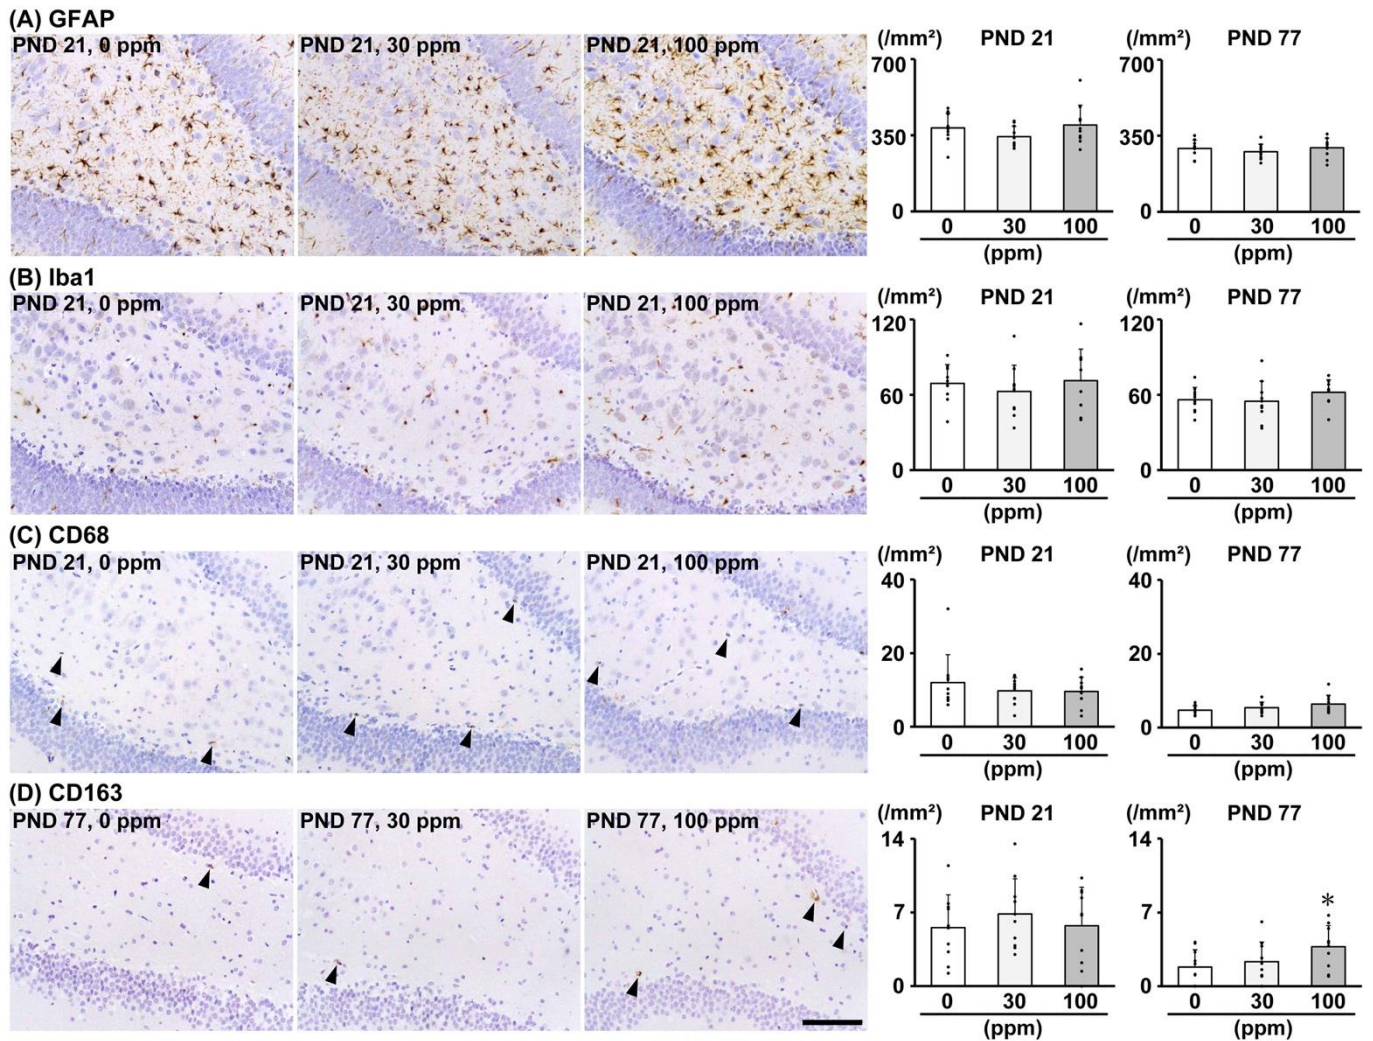 (A) GFAP
PND 21, 0 ppm
PND 21, 30 ppm
PND 21, 100 ppm
(/mm²) PND 21
700
350
0
0 30 100
(ppm)
(/mm²) PND 77
700
350
0
0 30 100
(ppm)
(B) Iba1
PND 21, 0 ppm
PND 21, 30 ppm
PND 21, 100 ppm
(/mm²) PND 21
120
60
0
0 30 100
(ppm)
(/mm²) PND 77
120
60
0
0 30 100
(ppm)
(C) CD68
PND 21, 0 ppm
PND 21, 30 ppm
PND 21, 100 ppm
(/mm²) PND 21
40
20
0
0 30 100
(ppm)
(/mm²) PND 77
40
20
0
0 30 100
(ppm)
(D) CD163
PND 77, 0 ppm
PND 77, 30 ppm
PND 77, 100 ppm
(/mm²) PND 21
14
7
0
0 30 100
(ppm)
(/mm²) PND 77
14
7
0
*
0 30 100
(ppm)